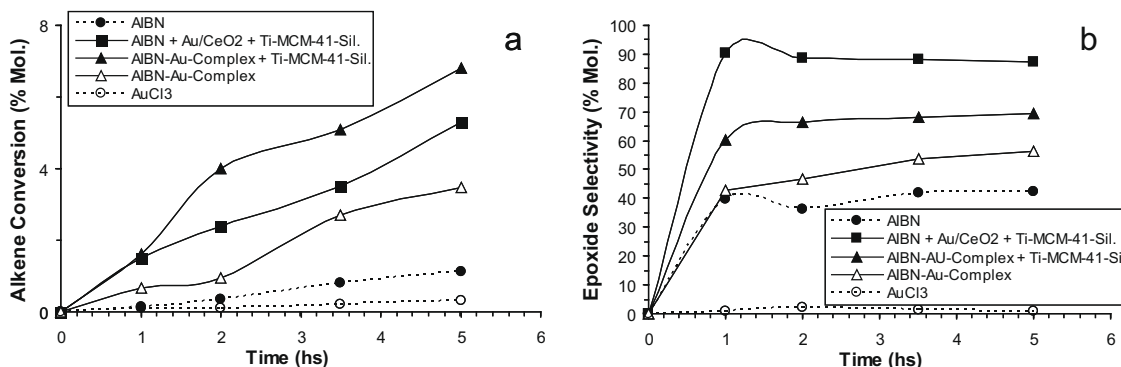 a
AIBN
AIBN + Au/CeO2 + Ti-MCM-41-Sil.
AIBN-Au-Complex + Ti-MCM-41-Sil.
AIBN-Au-Complex
AuCl3
Alkene Conversion (% Mol.)
8
4
0
0 1 2 3 4 5 6
Time (hs)
b
Epoxide Selectivity (% Mol.)
100
90
80
70
60
50
40
30
20
10
0
AIBN
AIBN + Au/CeO2 + Ti-MCM-41-Sil.
AIBN-AU-Complex + Ti-MCM-41-Si
AIBN-Au-Complex
AuCl3
0 1 2 3 4 5 6
Time (hs)